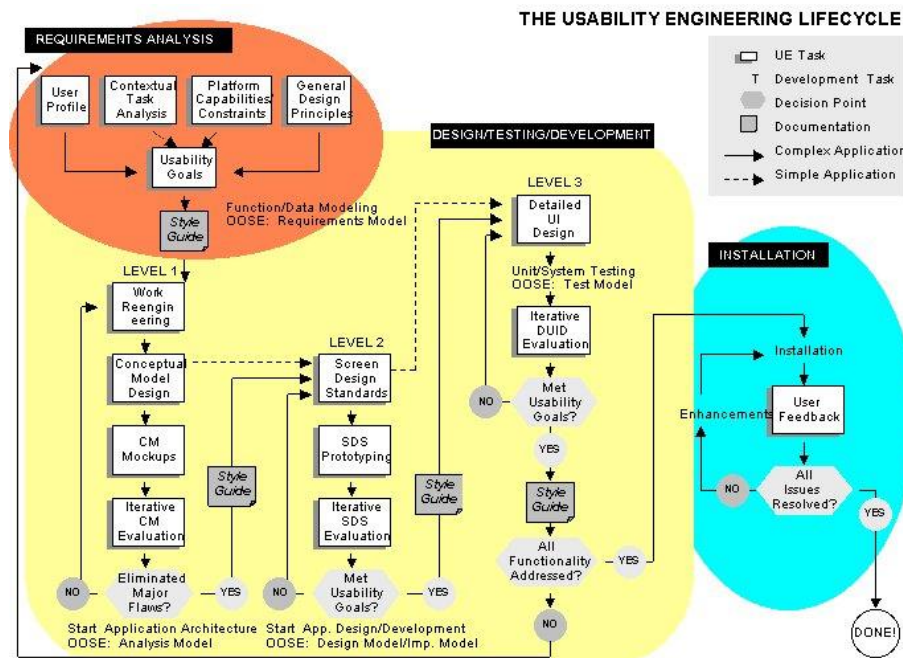 THE USABILITY ENGINEERING LIFECYCLE
REQUIREMENTS ANALYSIS
User
Profile
Contextual
Task
Analysis
Platform
Capabilities/
Constraints
General
Design
Principles
Usability
Goals
Style
Guide
Function/Data Modeling
OOSE: Requirements Model
UE Task
T Development Task
Decision Point
Documentation
Complex Application
Simple Application
DESIGN/TESTING/DEVELOPMENT
LEVEL 1
Work
Reengin
eering
Conceptual
Model
Design
CM
Mockups
Iterative
CM
Evaluation
Eliminated
Major
Flaws?
NO
YES
Style
Guide
Start Application Architecture
OOSE: Analysis Model
LEVEL 2
Screen
Design
Standards
SDS
Prototyping
Iterative
SDS
Evaluation
Met
Usability
Goals?
NO
YES
Style
Guide
Start App. Design/Development
OOSE: Design Model/Imp. Model
LEVEL 3
Detailed
UI
Design
Unit/System Testing
OOSE: Test Model
Iterative
DUID
Evaluation
Met
Usability
Goals?
NO
YES
Style
Guide
All
Functionality
Addressed?
YES
NO
INSTALLATION
Installation
Enhancements
User
Feedback
All
Issues
Resolved?
NO
YES
DONE!